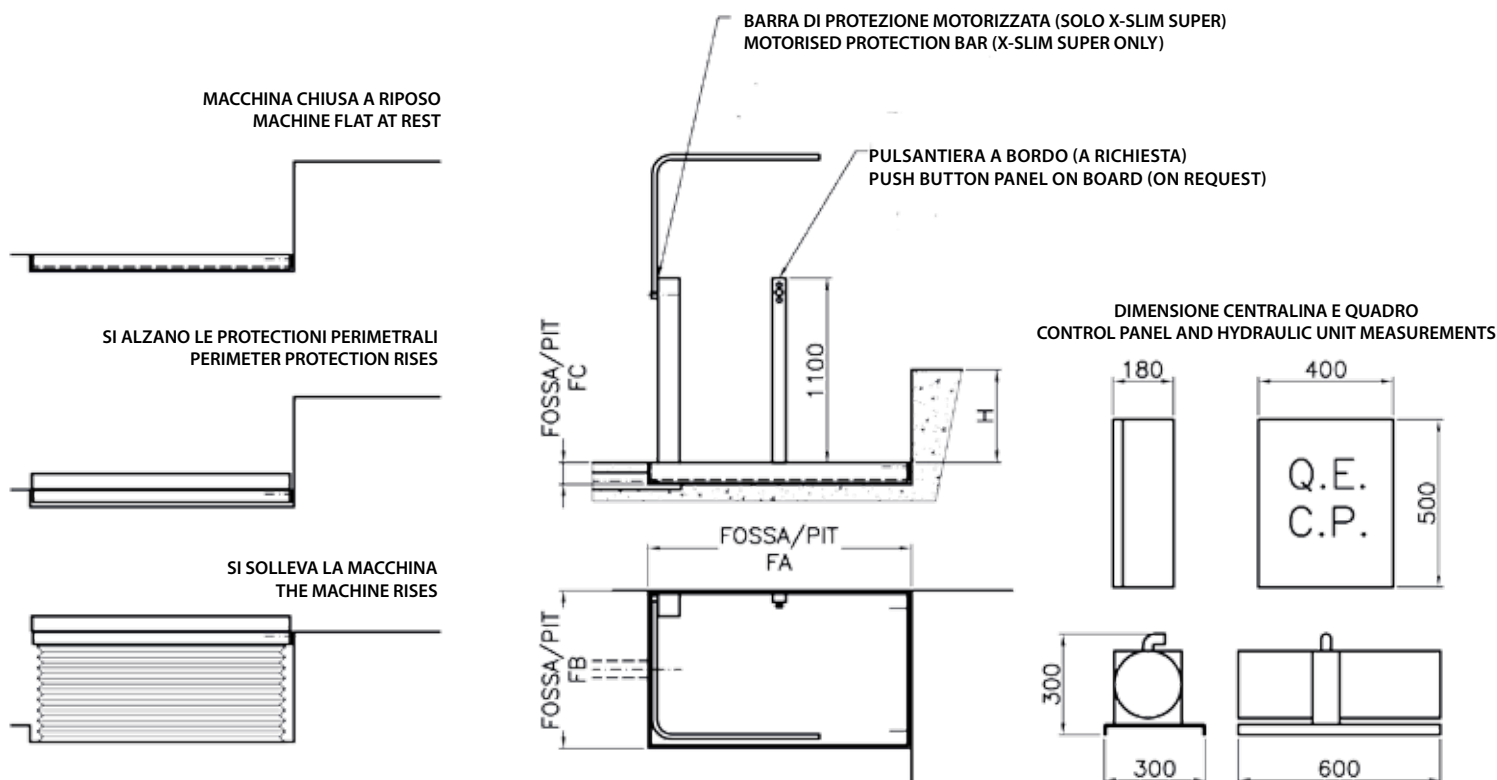 BARRA DI PROTEZIONE MOTORIZZATA (SOLO X-SLIM SUPER)
MOTORISED PROTECTION BAR (X-SLIM SUPER ONLY)
MACCHINA CHIUSA A RIPOSO
MACHINE FLAT AT REST
PULSANTIERA A BORDO (A RICHIESTA)
PUSH BUTTON PANEL ON BOARD (ON REQUEST)
SI ALZANO LE PROTECTIONI PERIMETRALI
PERIMETER PROTECTION RISES
FOSSA/PIT
FC
1100
H
DIMENSIONE CENTRALINA E QUADRO
CONTROL PANEL AND HYDRAULIC UNIT MEASUREMENTS
180
400
Q.E.
C.P.
500
SI SOLLEVA LA MACCHINA
THE MACHINE RISES
FOSSA/PIT
FA
FOSSA/PIT
FB
300
300
600